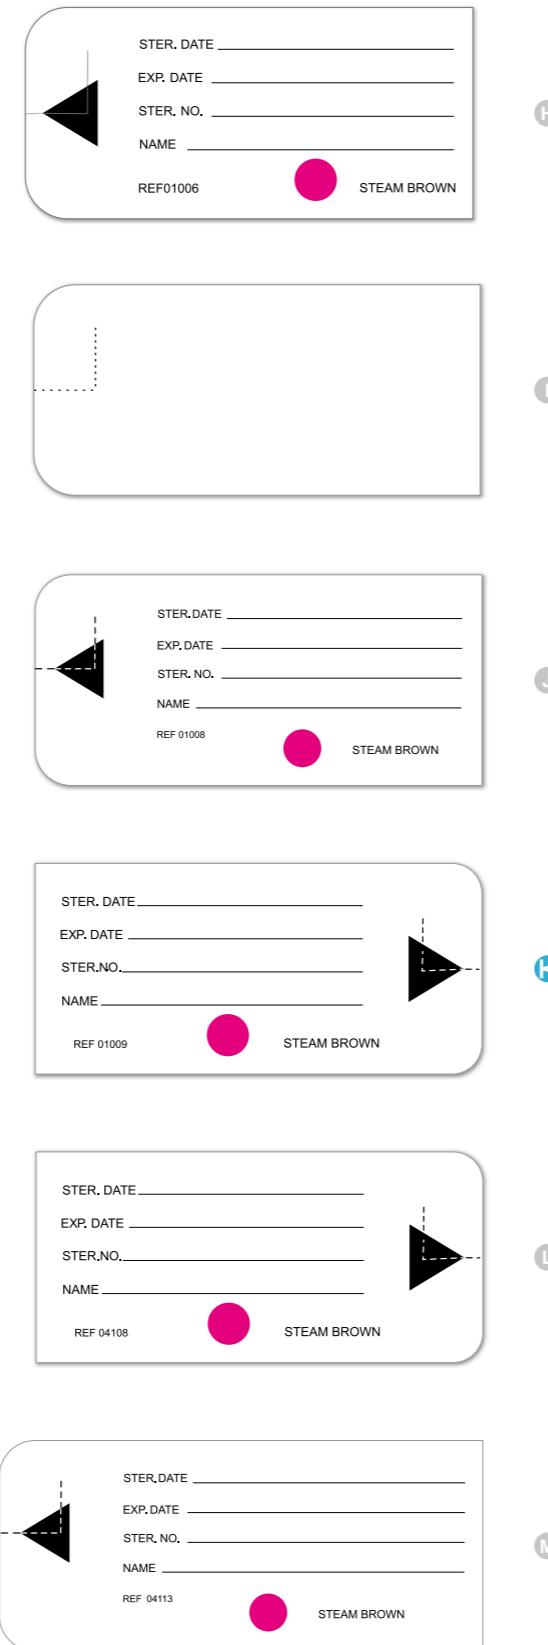 STER. DATE
EXP. DATE
STER. NO.
NAME
REF01006 STEAM BROWN
STER.DATE
EXP.DATE
STER. NO.
NAME
REF 01008
STEAM BROWN
STER. DATE
EXP. DATE
STER.NO.
NAME
REF 01009 STEAM BROWN
STER. DATE
EXP. DATE
STER.NO.
NAME
REF 04108 STEAM BROWN
STER.DATE
EXP.DATE
STER. NO.
NAME
REF 04113
STEAM BROWN